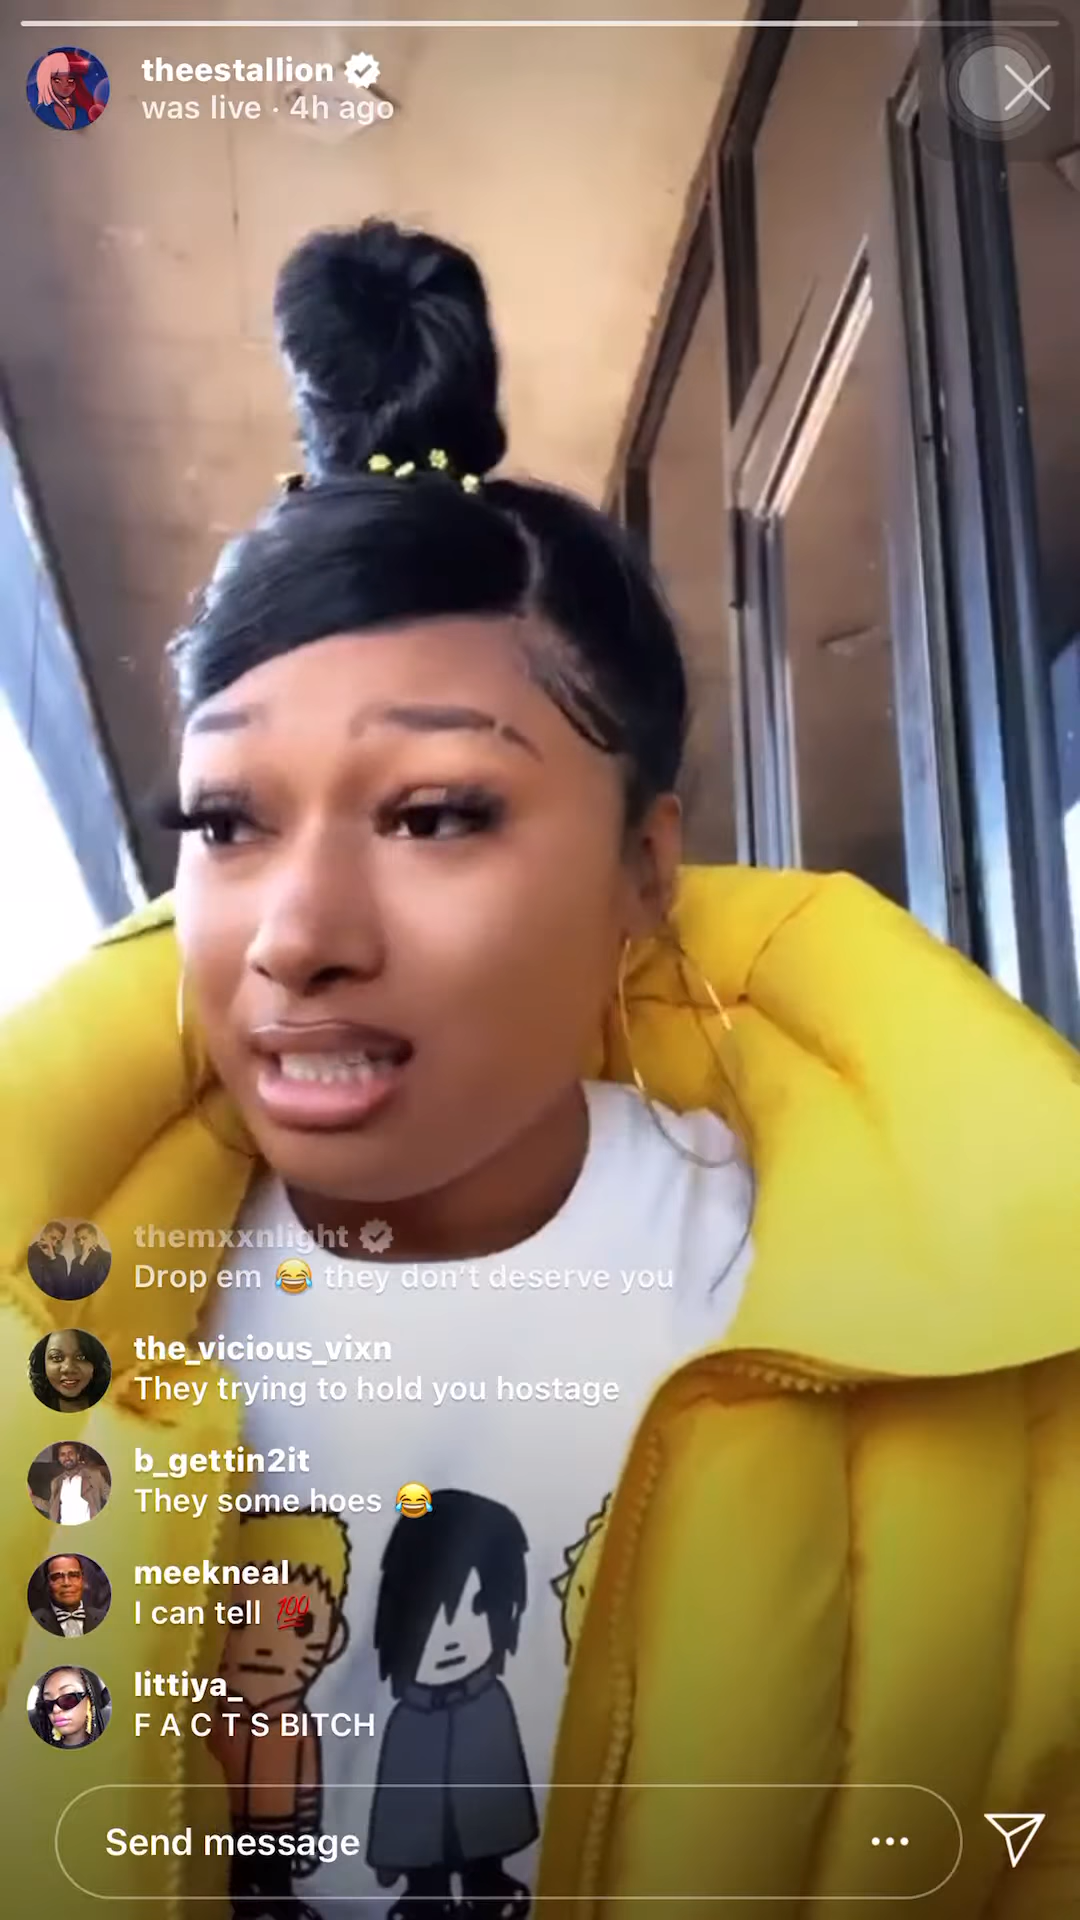 theestallion
was live · 4h ago
themxxnlight
Drop em 😂 they don't deserve you
the_vicious_vixn
They trying to hold you hostage
b_gettin2it
They some hoes 😂
meekneal
I can tell 💯
littiya_
F A C T S BITCH
Send message